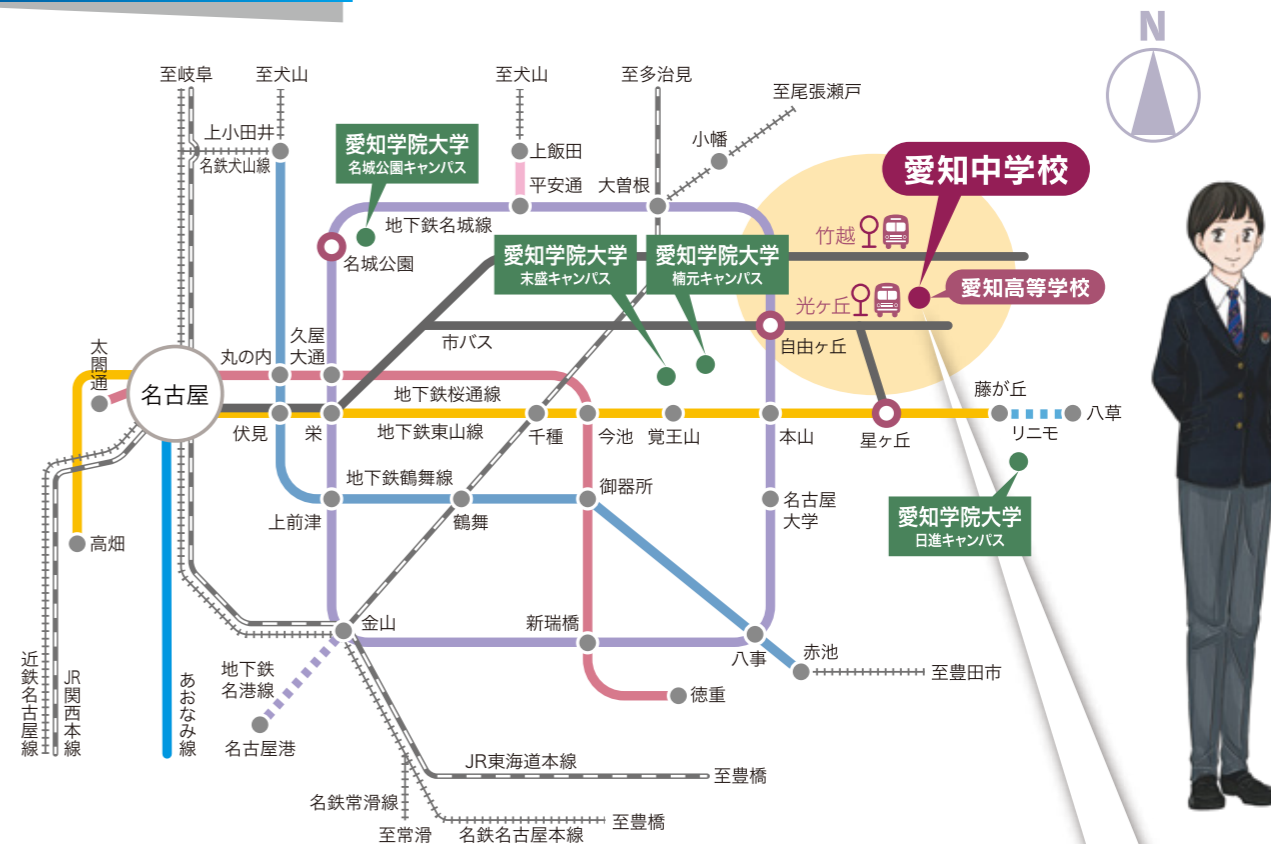 N
至岐阜
至犬山
至犬山
至多治見
至尾張瀬戸
上小田井
名鉄犬山線
愛知学院大学
名城公園キャンパス
上飯田
平安通
大曽根
小幡
愛知中学校
地下鉄名城線
名城公園
竹越
愛知学院大学
末盛キャンパス
愛知学院大学
楠元キャンパス
光ヶ丘
愛知高等学校
市バス
自由ヶ丘
太閤通
名古屋
丸の内
久屋
大通
地下鉄桜通線
藤が丘
八草
リニモ
伏見
栄
地下鉄東山線
千種
今池
覚王山
本山
星ヶ丘
地下鉄鶴舞線
上前津
鶴舞
御器所
名古屋
大学
愛知学院大学
日進キャンパス
高畑
金山
新瑞橋
八事
赤池
至豊田市
徳重
近鉄名古屋線
JR関西本線
あおなみ線
地下鉄
名港線
名古屋港
JR東海道本線
至豊橋
名鉄常滑線
至常滑
名鉄名古屋本線
至豊橋